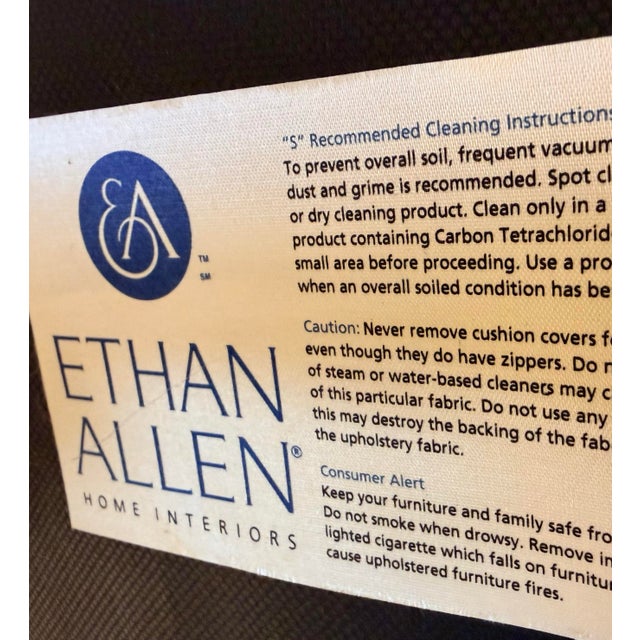 EA
TM
SM
ETHAN
ALLEN®
HOME INTERIORS
"S" Recommended Cleaning Instructions
To prevent overall soil, frequent vacuum
dust and grime is recommended. Spot cl
or dry cleaning product. Clean only in a
product containing Carbon Tetrachlorid
small area before proceeding. Use a pro
when an overall soiled condition has be
Caution: Never remove cushion covers f
even though they do have zippers. Do n
of steam or water-based cleaners may c
of this particular fabric. Do not use any
this may destroy the backing of the fab
the upholstery fabric.
Consumer Alert
Keep your furniture and family safe fro
Do not smoke when drowsy. Remove in
lighted cigarette which falls on furnitur
cause upholstered furniture fires.